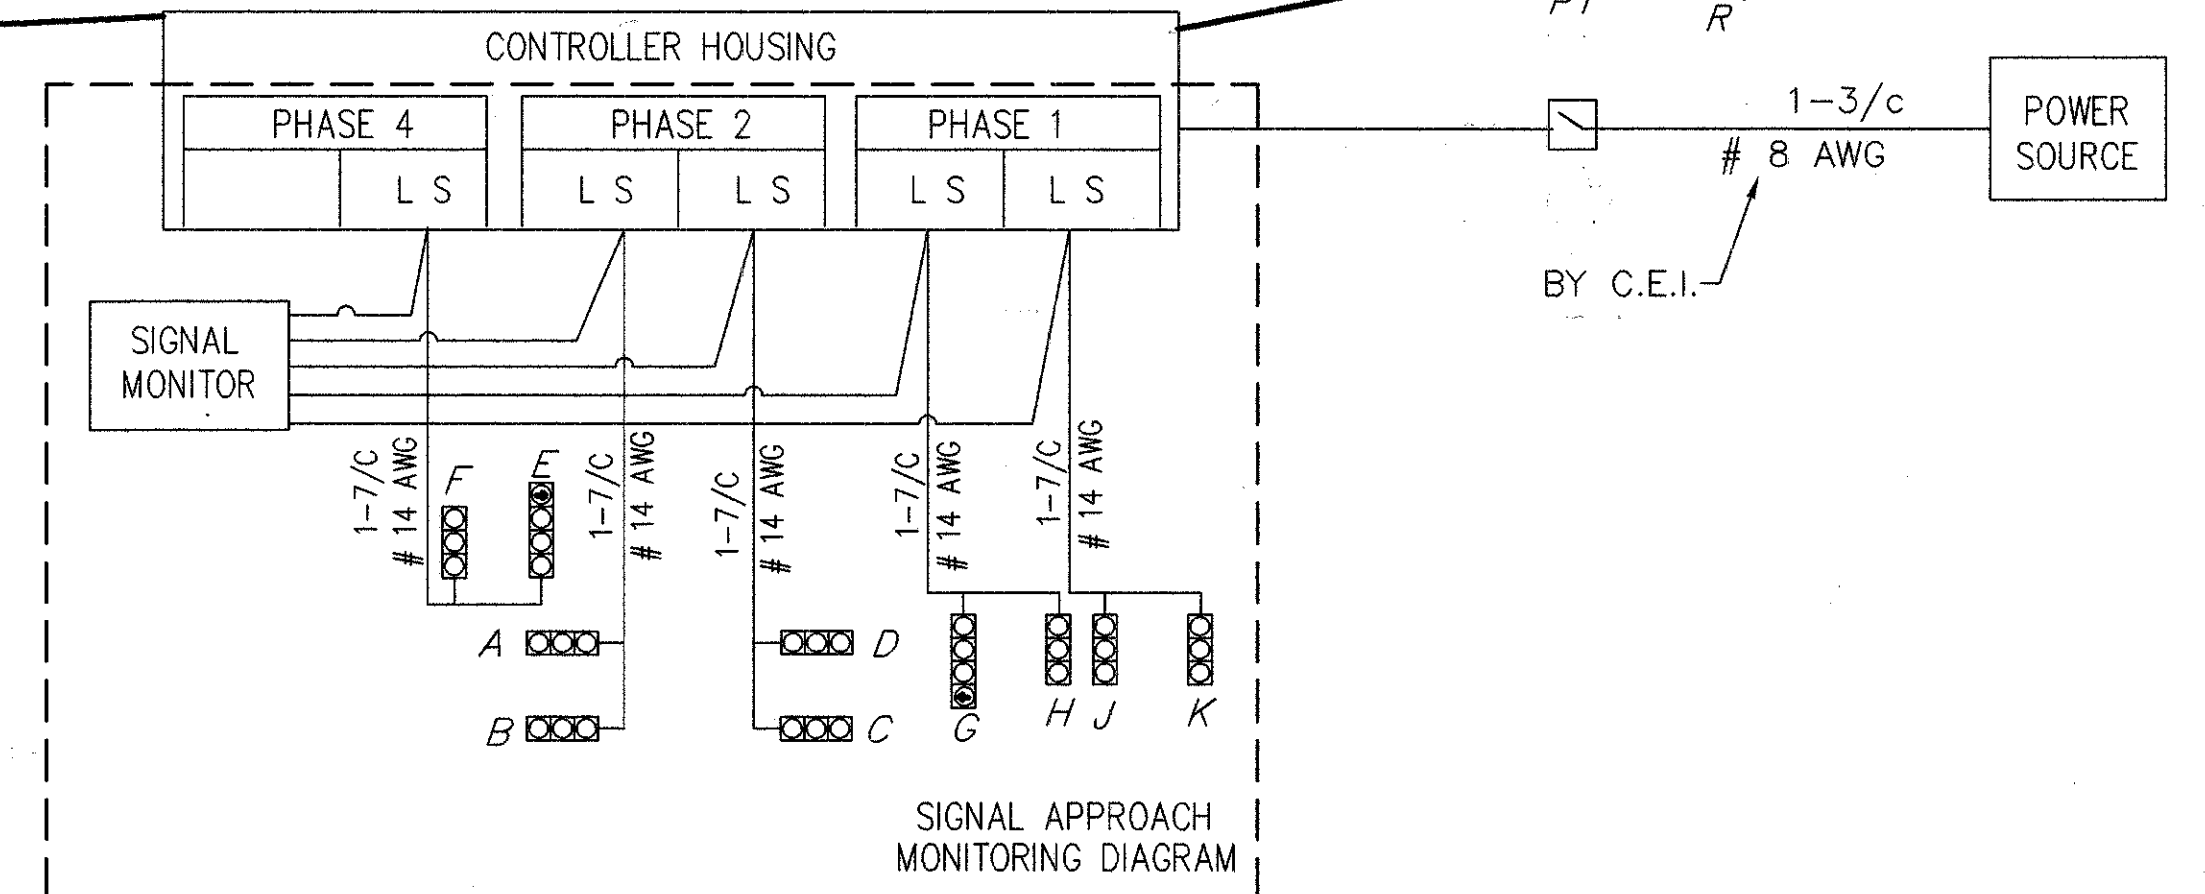 R
CONTROLLER HOUSING
PHASE 4
PHASE 2
PHASE 1
L S
L S
L S
L S
L S
1-3/c
# 8 AWG
POWER
SOURCE
BY C.E.I.
SIGNAL
MONITOR
1-7/C
# 14 AWG
F
E
1-7/C
# 14 AWG
1-7/C
# 14 AWG
1-7/C
# 14 AWG
1-7/C
# 14 AWG
A
D
B
C
G
H
J
K
SIGNAL APPROACH
MONITORING DIAGRAM